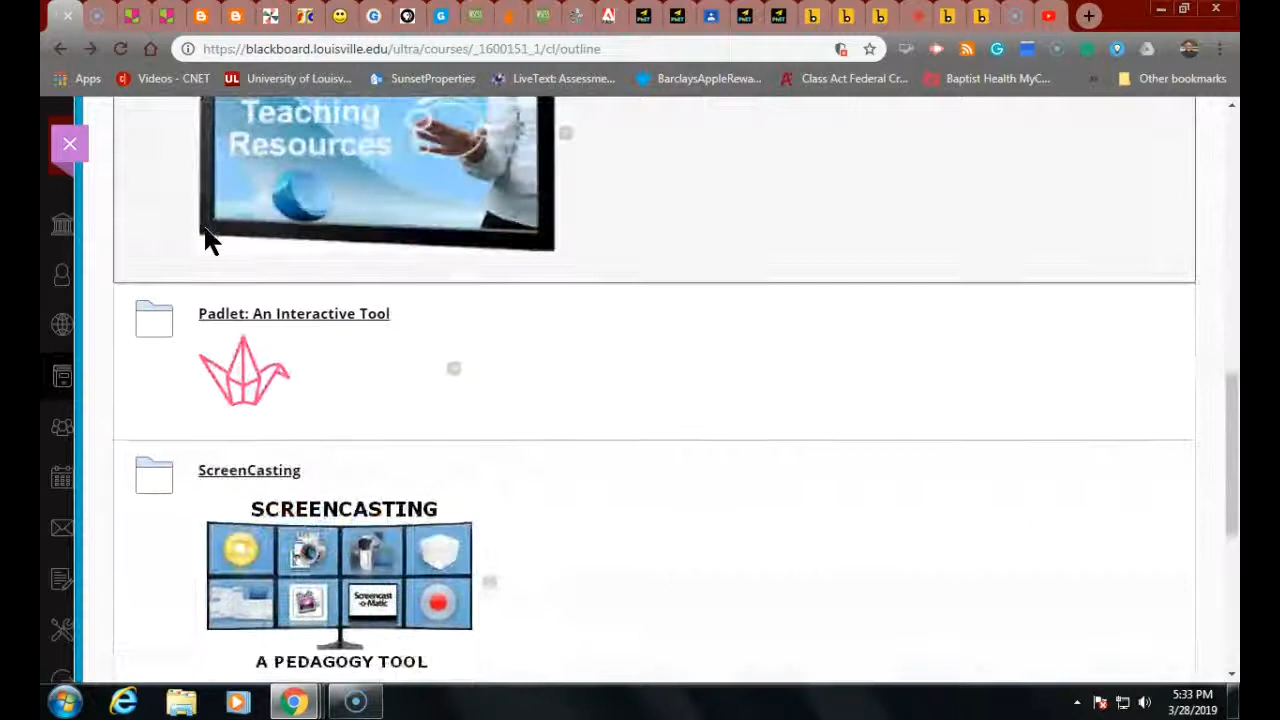 https://blackboard.louisville.edu/ultra/courses/_1600151_1/cl/outline
Apps
Videos - CNET
UL University of Louisv...
SunsetProperties
LiveText: Assessme...
BarclaysAppleRewa...
Class Act Federal Cr...
Baptist Health MyC...
»
Other bookmarks
Teaching
Resources
Padlet: An Interactive Tool
ScreenCasting
SCREENCASTING
Screencast
-o-Matic
A PEDAGOGY TOOL
5:33 PM
3/28/2019